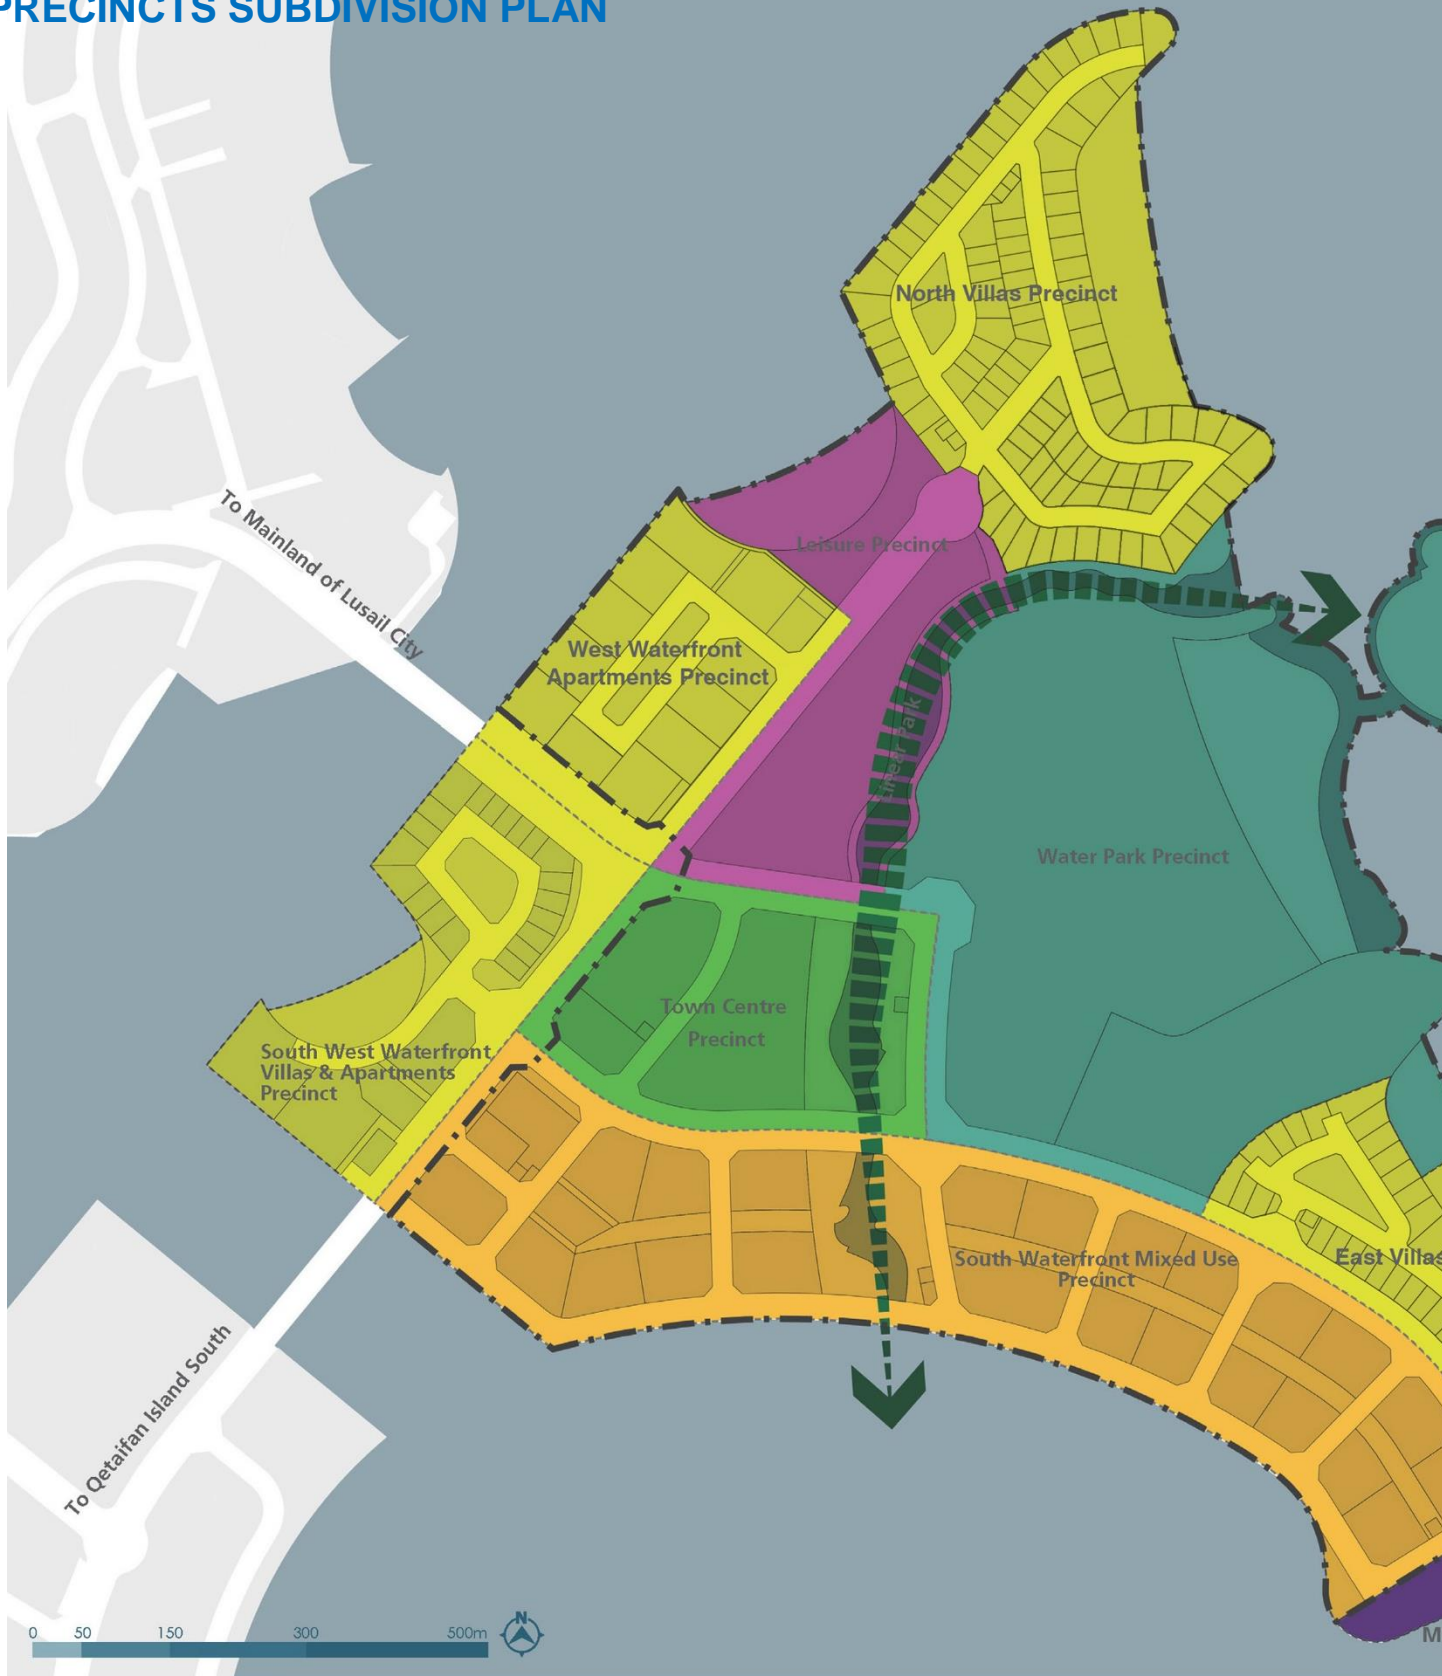 PRECINCTS SUBDIVISION PLAN
North Villas Precinct
To Mainland of Lusail City
Leisure Precinct
West Waterfront
Apartments Precinct
Linear Park
Water Park Precinct
Town Centre
Precinct
South West Waterfront
Villas & Apartments
Precinct
South Waterfront Mixed Use
Precinct
East Villas
To Qetaifan Island South
0 50 150 300 500m
N
M